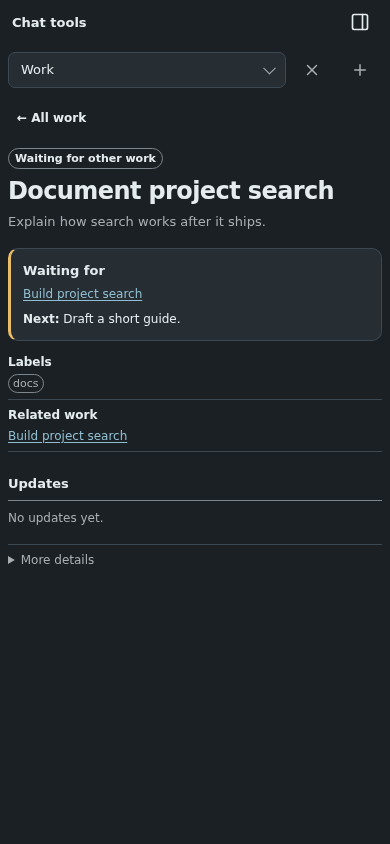 Chat tools
Work
← All work
Waiting for other work
Document project search
Explain how search works after it ships.
Waiting for
Build project search
Next: Draft a short guide.
Labels
docs
Related work
Build project search
Updates
No updates yet.
More details